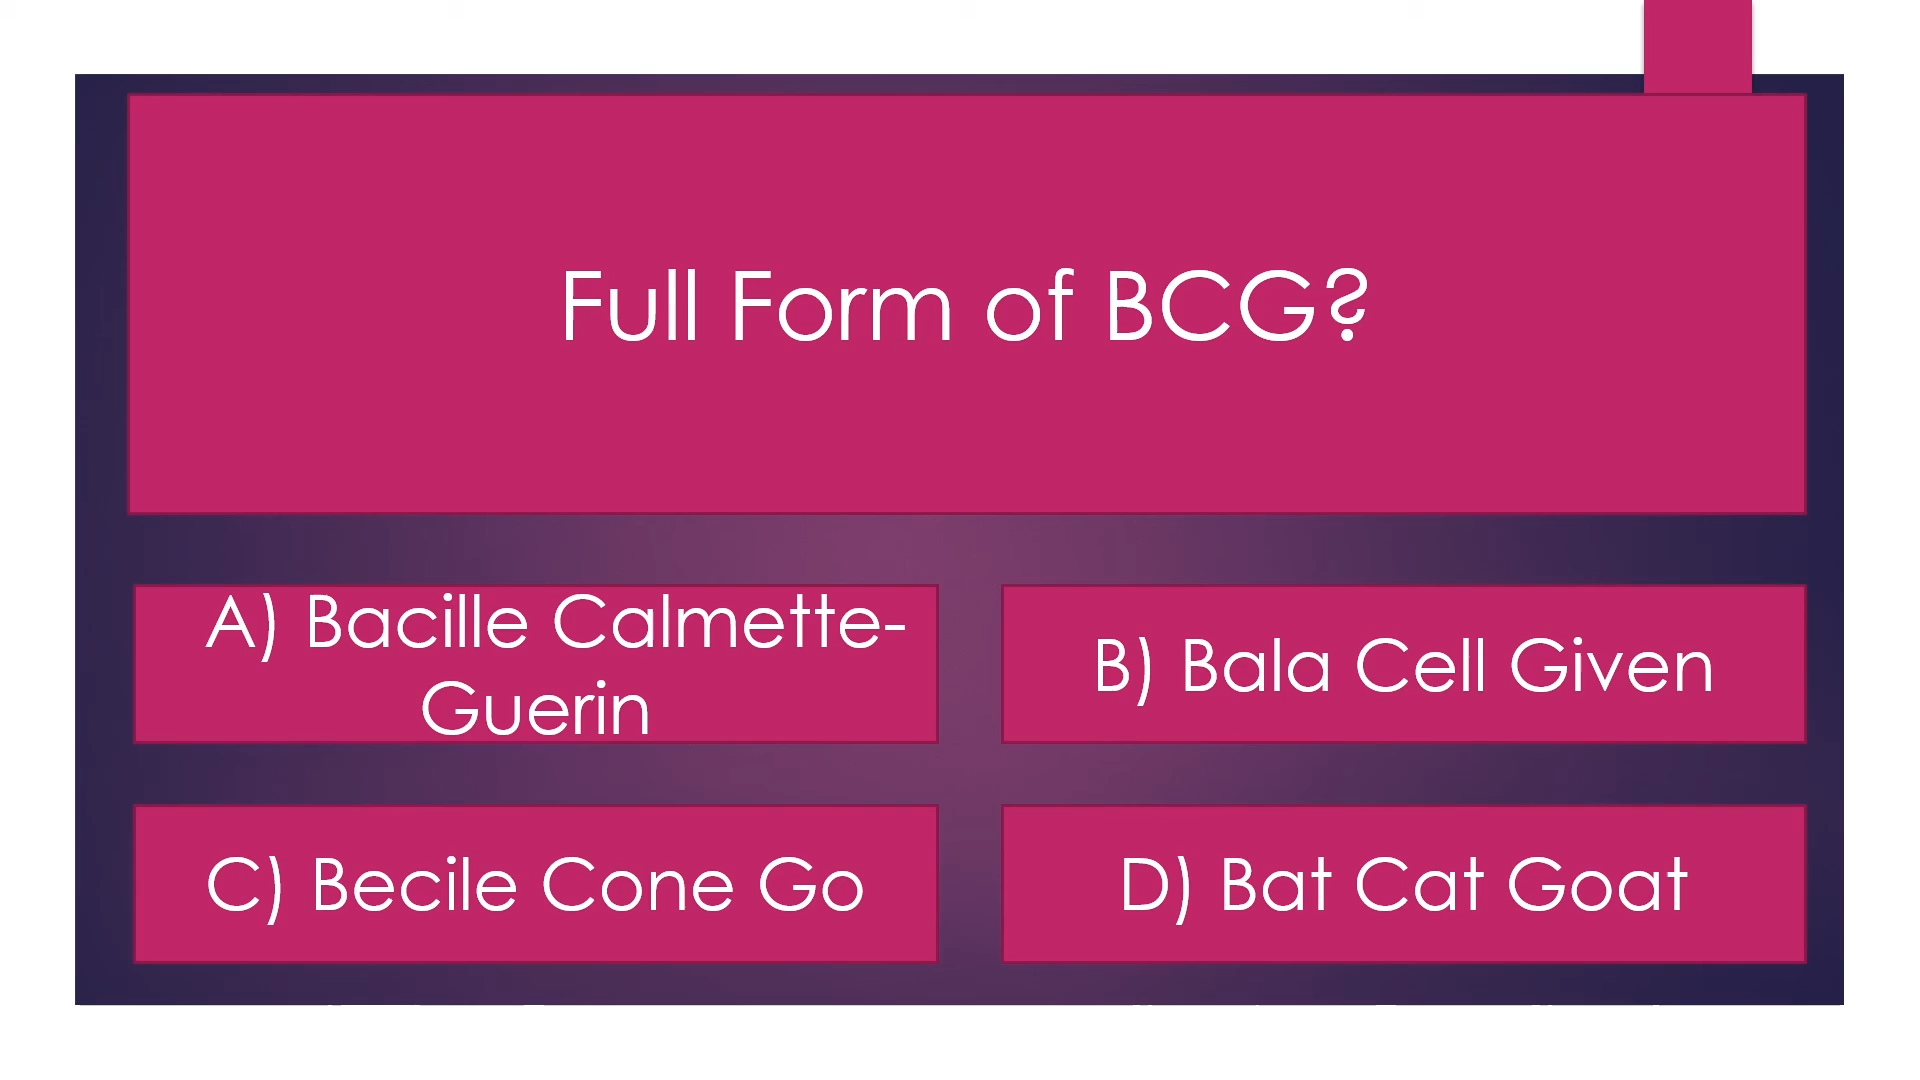 Full Form of BCG?
A) Bacille Calmette-
Guerin
B) Bala Cell Given
C) Becile Cone Go
D) Bat Cat Goat